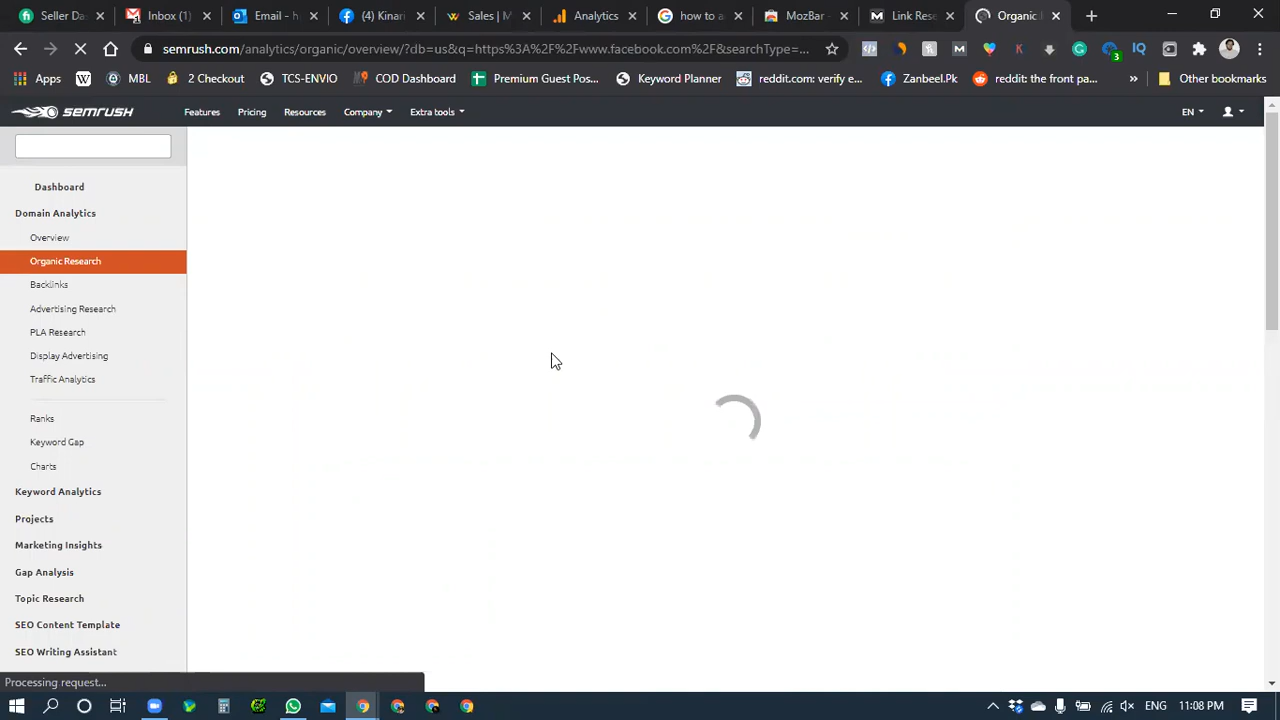 Seller Da
Inbox (1)
Email - h
(4) Kin
Sales | M
Analytics
how to a
MozBar -
Link Rese
Organic
semrush.com/analytics/organic/overview/?db=us&q=https%3A%2F%2Fwww.facebook.com%2F&searchType=...
3
Apps
MBL
2 Checkout
TCS-ENVIO
COD Dashboard
Premium Guest Pos...
Keyword Planner
reddit.com: verify e...
Zanbeel.Pk
reddit: the front pa...
Other bookmarks
SEMRUSH
Features
Pricing
Resources
Company
Extra tools
EN
Dashboard
Domain Analytics
Overview
Organic Research
Backlinks
Advertising Research
PLA Research
Display Advertising
Traffic Analytics
Ranks
Keyword Gap
Charts
Keyword Analytics
Projects
Marketing Insights
Gap Analysis
Topic Research
SEO Content Template
SEO Writing Assistant
Processing request...
ENG
11:08 PM